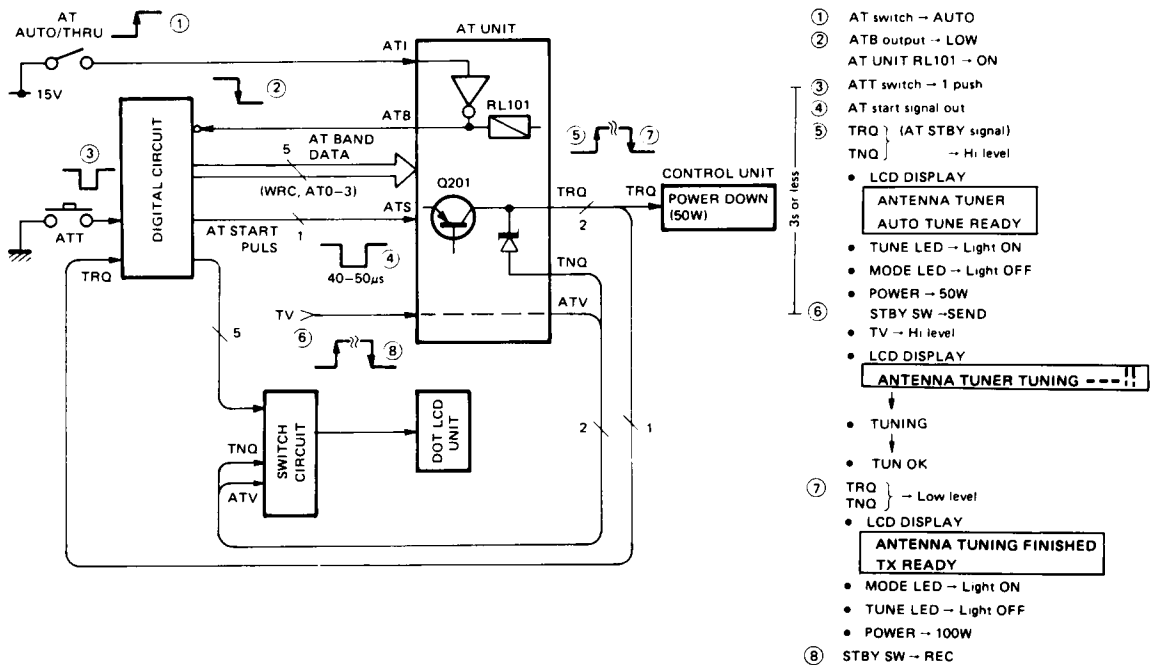 AT
AUTO/THRU
①
15V
②
AT UNIT
ATI
RL101
ATB
AT BAND
DATA
5
(WRC, AT0-3)
③
DIGITAL CIRCUIT
ATT
TRQ
AT START
PULS
1
ATS
Q201
④
40-50μs
⑤
⑦
TRQ
2
TRQ
CONTROL UNIT
POWER DOWN
(50W)
TNQ
ATV
TV
⑥
⑧
5
SWITCH
CIRCUIT
TNQ
ATV
DOT LCD
UNIT
2
1
① AT switch → AUTO
② ATB output → LOW
AT UNIT RL101 → ON
③ ATT switch → 1 push
④ AT start signal out
⑤ TRQ } (AT STBY signal)
TNQ } → Hi level
• LCD DISPLAY
ANTENNA TUNER
AUTO TUNE READY
• TUNE LED → Light ON
• MODE LED → Light OFF
• POWER → 50W
⑥ STBY SW → SEND
3s or less
• TV → Hi level
• LCD DISPLAY
ANTENNA TUNER TUNING ---
• TUNING
• TUN OK
⑦ TRQ }
TNQ } → Low level
• LCD DISPLAY
ANTENNA TUNING FINISHED
TX READY
• MODE LED → Light ON
• TUNE LED → Light OFF
• POWER → 100W
⑧ STBY SW → REC